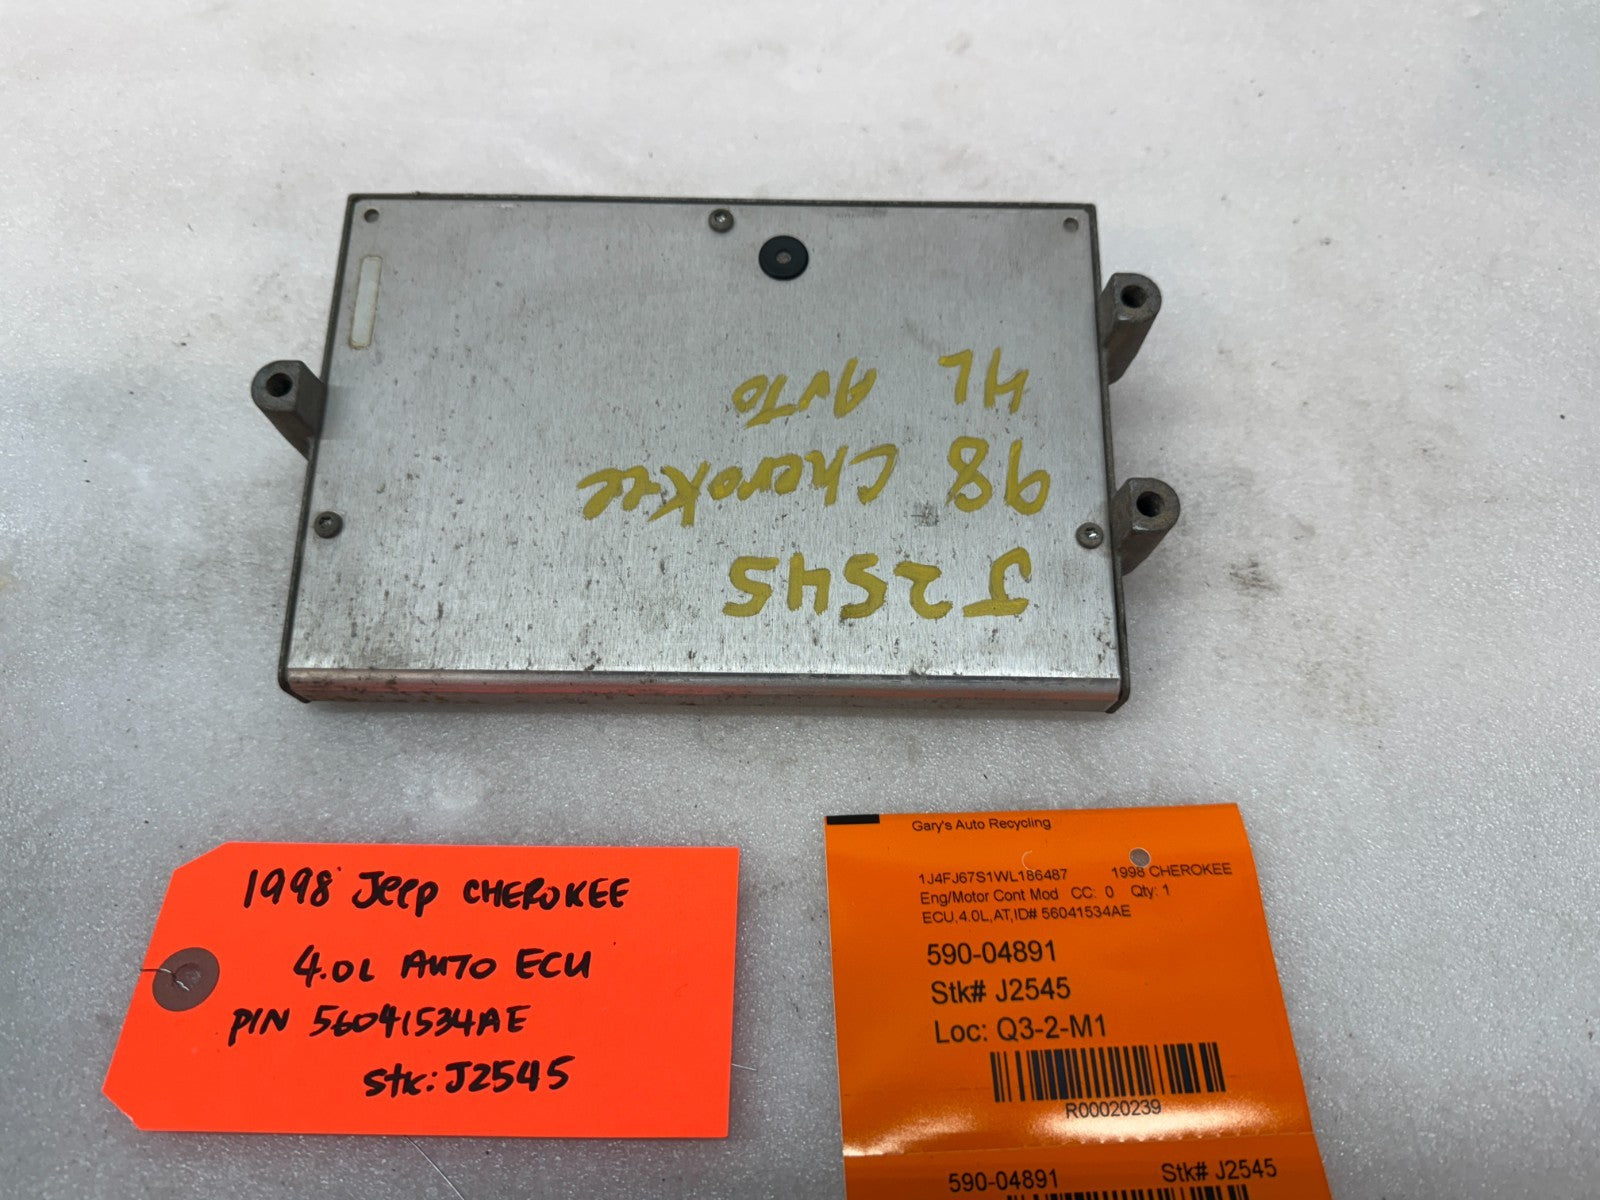 J2545
98 Cherokee
4L AUTO
1998 Jeep CHEROKEE
4.0L AUTO ECU
P/N 56041534AE
Stk: J2545
Gary's Auto Recycling
1J4FJ67S1WL186487 1998 CHEROKEE
Eng/Motor Cont Mod CC: 0 Qty: 1
ECU,4.0L,AT,ID# 56041534AE
590-04891
Stk# J2545
Loc: Q3-2-M1
R00020239
590-04891 Stk# J2545